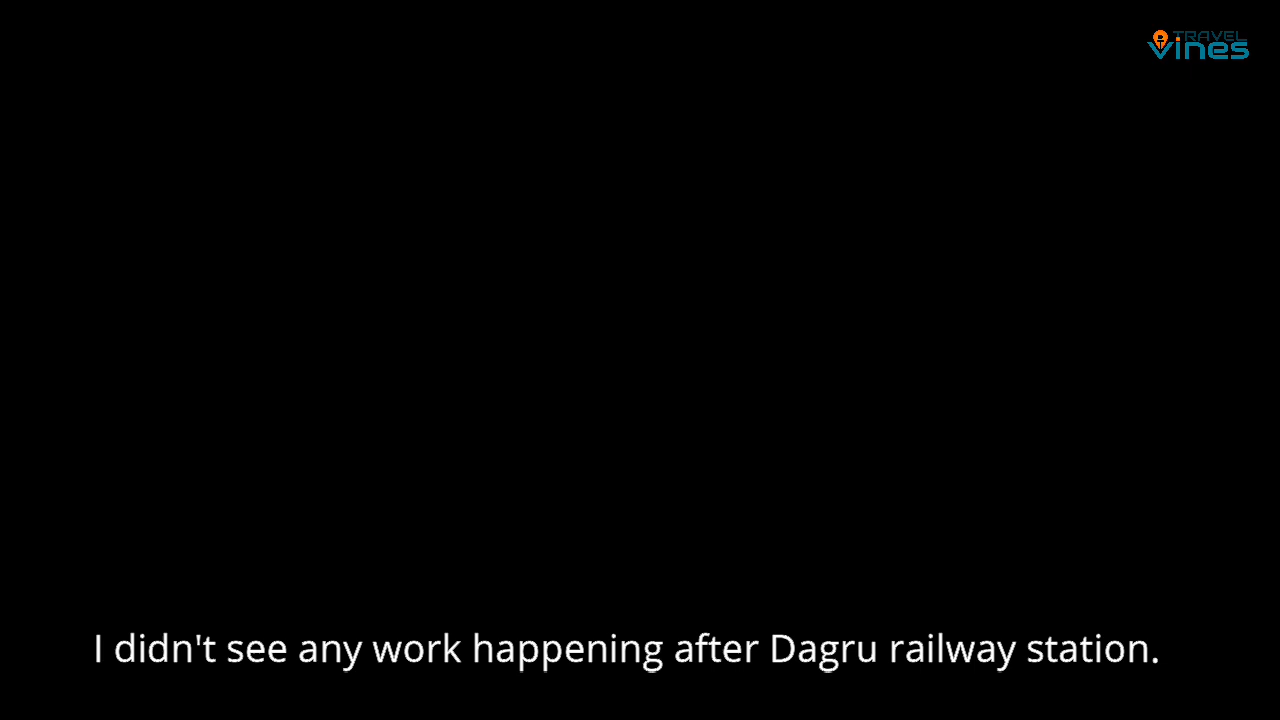 TRAVEL
vines
I didn't see any work happening after Dagru railway station.